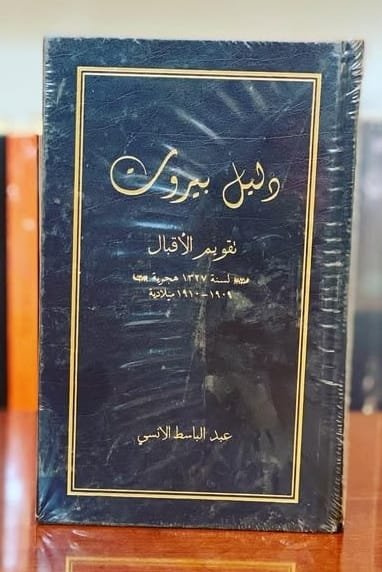 دليل بيروت
تقويم الأقبال
لسنة ١٣٢٧ هجرية
١٩٠٩-١٩١٠ ميلادية
عبد الباسط الانسي